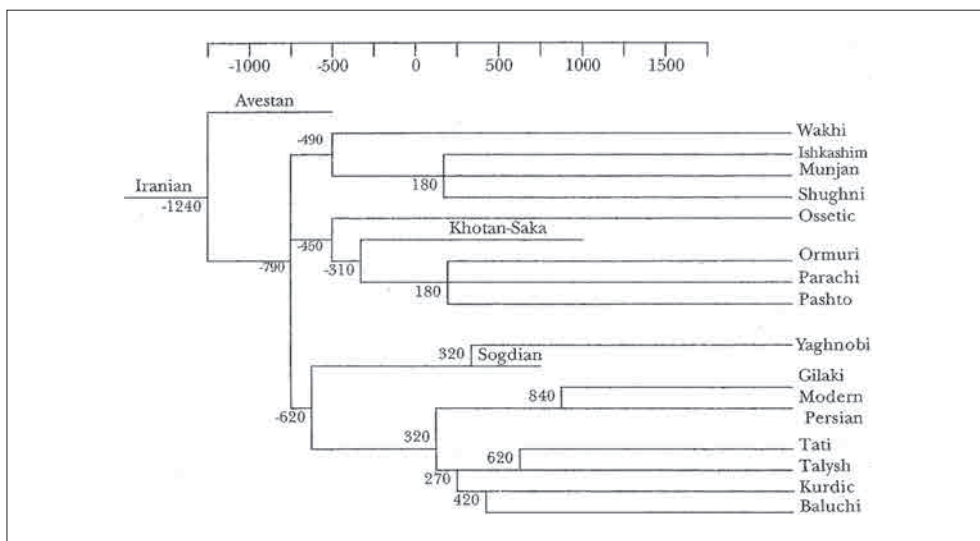 -1000 -500 0 500 1000 1500
Avestan
-490
Wakhi
Ishkashim
Munjan
180
Shughni
Iranian
-1240
Ossetic
Khotan-Saka
-450
-790
-310
Ormuri
180
Parachi
Pashto
320
Sogdian
Yaghnobi
Gilaki
840
Modern
Persian
-620
320
Tati
620
Talysh
270
Kurdic
420
Baluchi